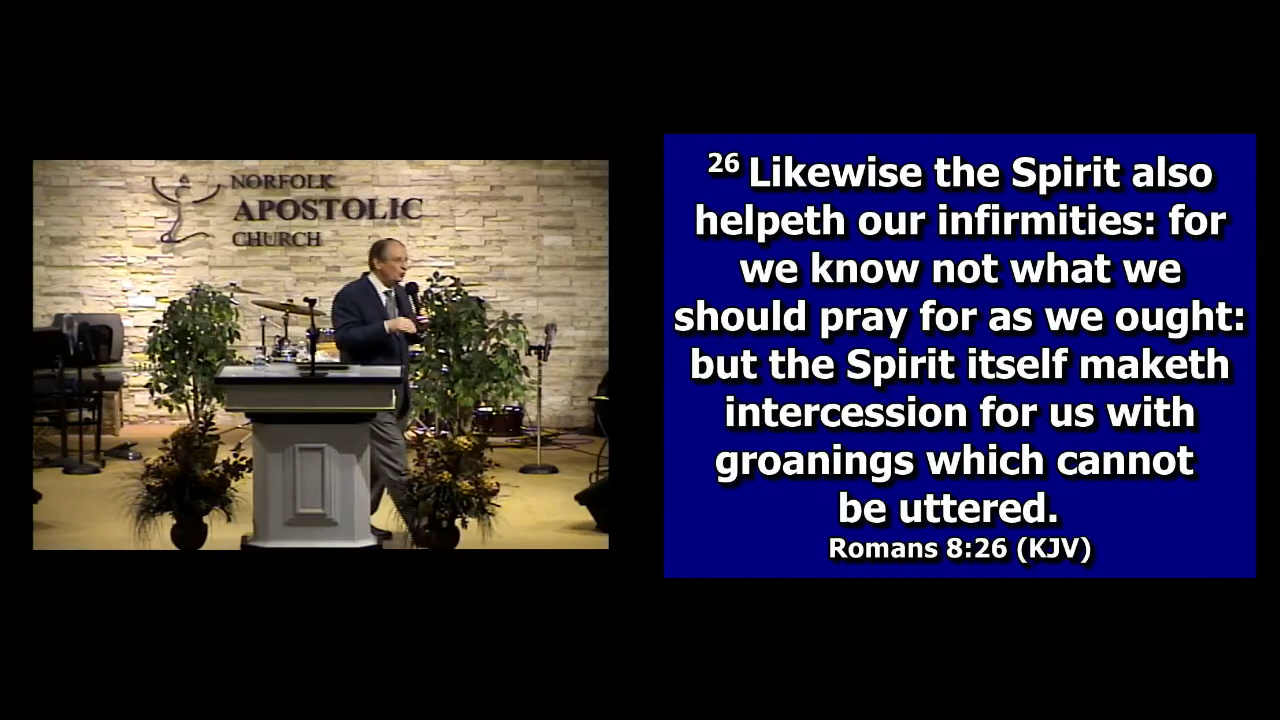 NORFOLK
APOSTOLIC
CHURCH
26 Likewise the Spirit also
helpeth our infirmities: for
we know not what we
should pray for as we ought:
but the Spirit itself maketh
intercession for us with
groanings which cannot
be uttered.
Romans 8:26 (KJV)